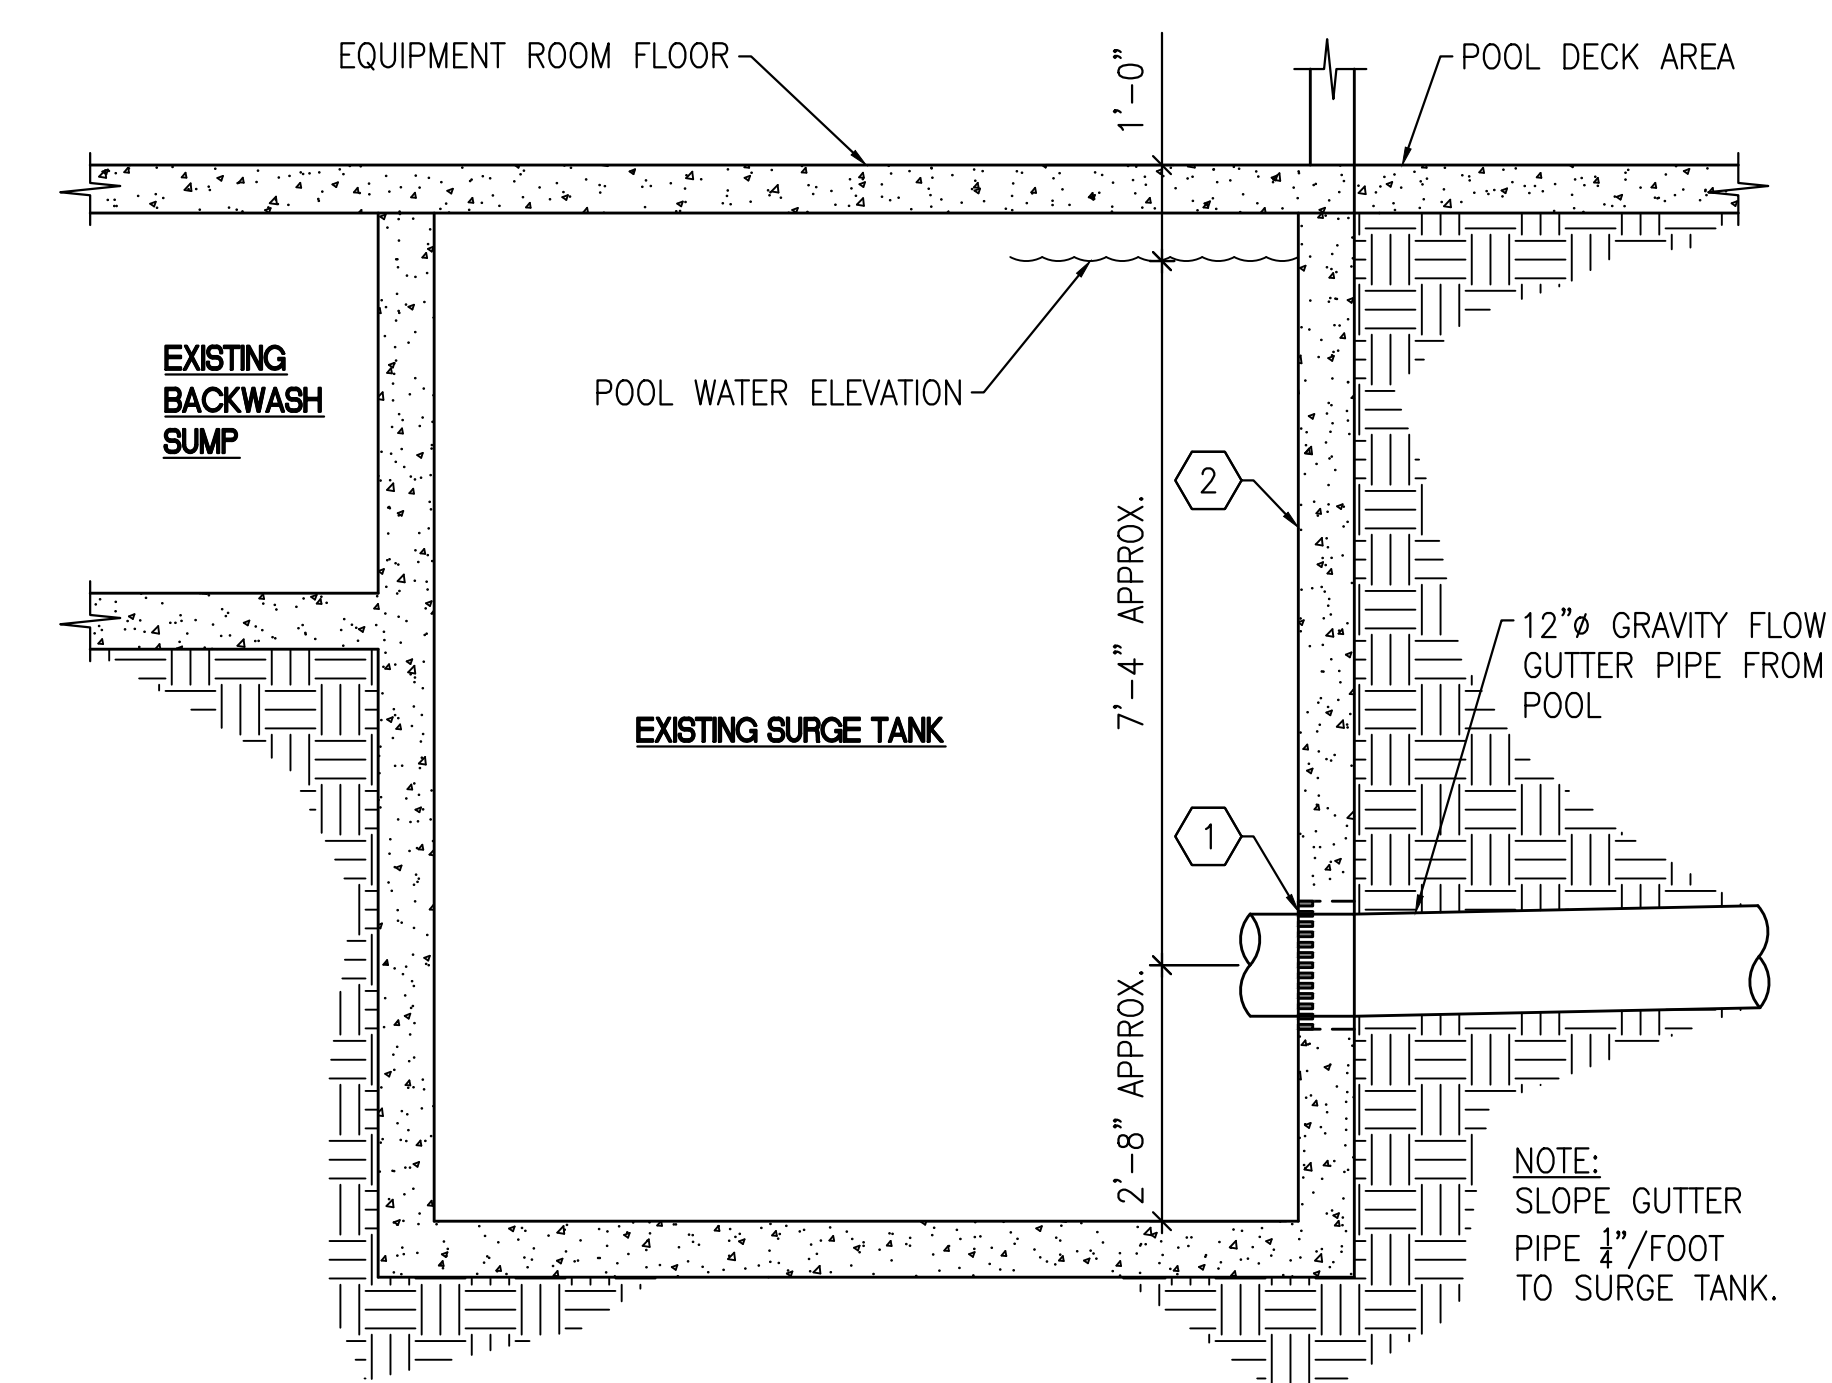 EQUIPMENT ROOM FLOOR
1'-0"
POOL DECK AREA
EXISTING
BACKWASH
SUMP
POOL WATER ELEVATION
2
7'-4" APPROX.
12"ø GRAVITY FLOW
GUTTER PIPE FROM
POOL
EXISTING SURGE TANK
1
2'-8" APPROX.
NOTE:
SLOPE GUTTER
PIPE 1/4"/FOOT
TO SURGE TANK.